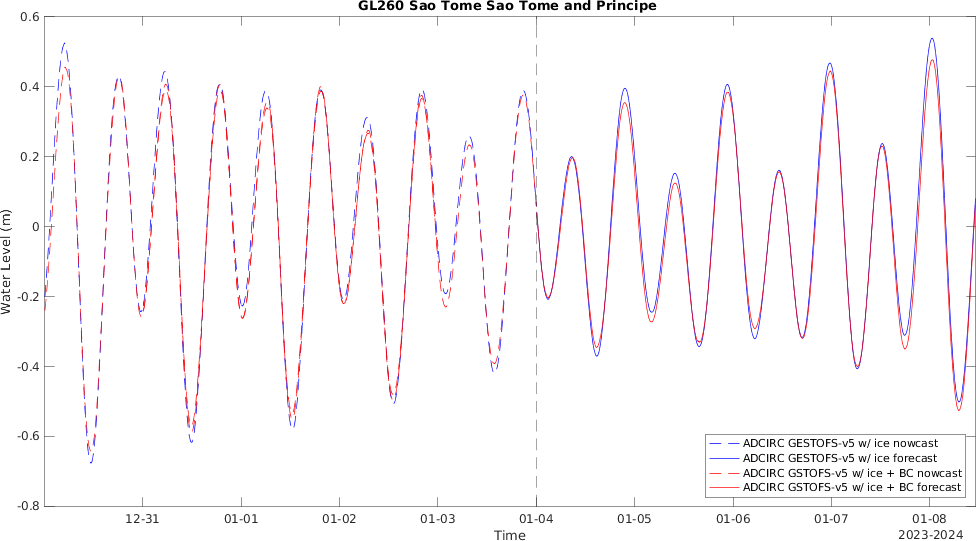 GL260 Sao Tome Sao Tome and Principe
0.6
0.4
0.2
0
-0.2
-0.4
-0.6
-0.8
Water Level (m)
12-31
01-01
01-02
01-03
01-04
01-05
01-06
01-07
01-08
Time
2023-2024
ADCIRC GESTOFS-v5 w/ ice nowcast
ADCIRC GESTOFS-v5 w/ ice forecast
ADCIRC GSTOFS-v5 w/ ice + BC nowcast
ADCIRC GSTOFS-v5 w/ ice + BC forecast